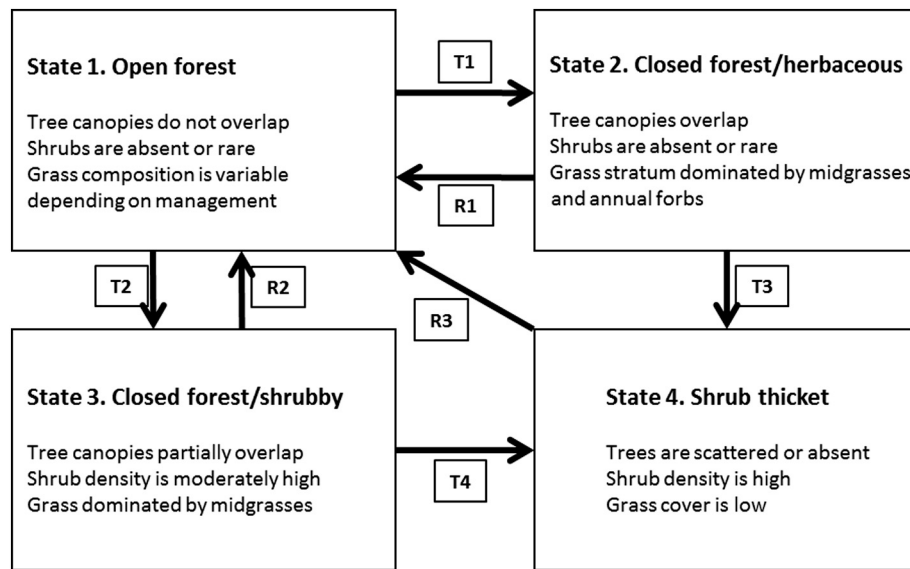 State 1. Open forest
Tree canopies do not overlap
Shrubs are absent or rare
Grass composition is variable
depending on management
T1
R1
State 2. Closed forest/herbaceous
Tree canopies overlap
Shrubs are absent or rare
Grass stratum dominated by midgrasses
and annual forbs
T2
R2
R3
T3
State 3. Closed forest/shrubby
Tree canopies partially overlap
Shrub density is moderately high
Grass dominated by midgrasses
T4
State 4. Shrub thicket
Trees are scattered or absent
Shrub density is high
Grass cover is low